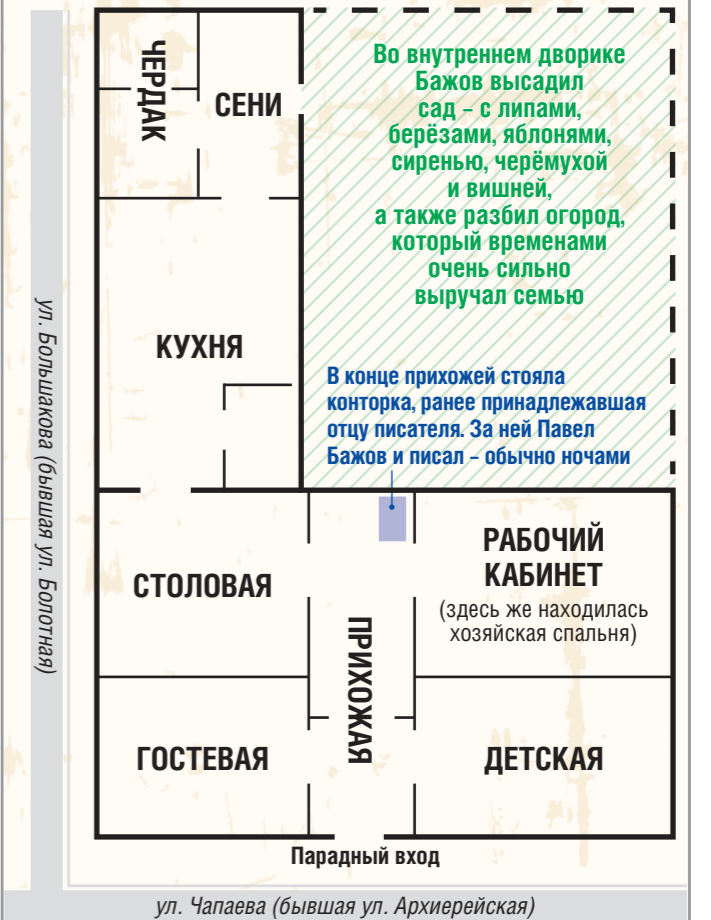 ЧЕРДАК
СЕНИ
Во внутреннем дворике
Бажов высадил
сад – с липами,
берёзами, яблонями,
сиренью, черёмухой
и вишней,
а также разбил огород,
который временами
очень сильно
выручал семью
КУХНЯ
В конце прихожей стояла
конторка, ранее принадлежавшая
отцу писателя. За ней Павел
Бажов и писал – обычно ночами
ул. Большакова (бывшая ул. Болотная)
СТОЛОВАЯ
ПРИХОЖАЯ
РАБОЧИЙ
КАБИНЕТ
(здесь же находилась
хозяйская спальня)
ГОСТЕВАЯ
ДЕТСКАЯ
Парадный вход
ул. Чапаева (бывшая ул. Архиерейская)